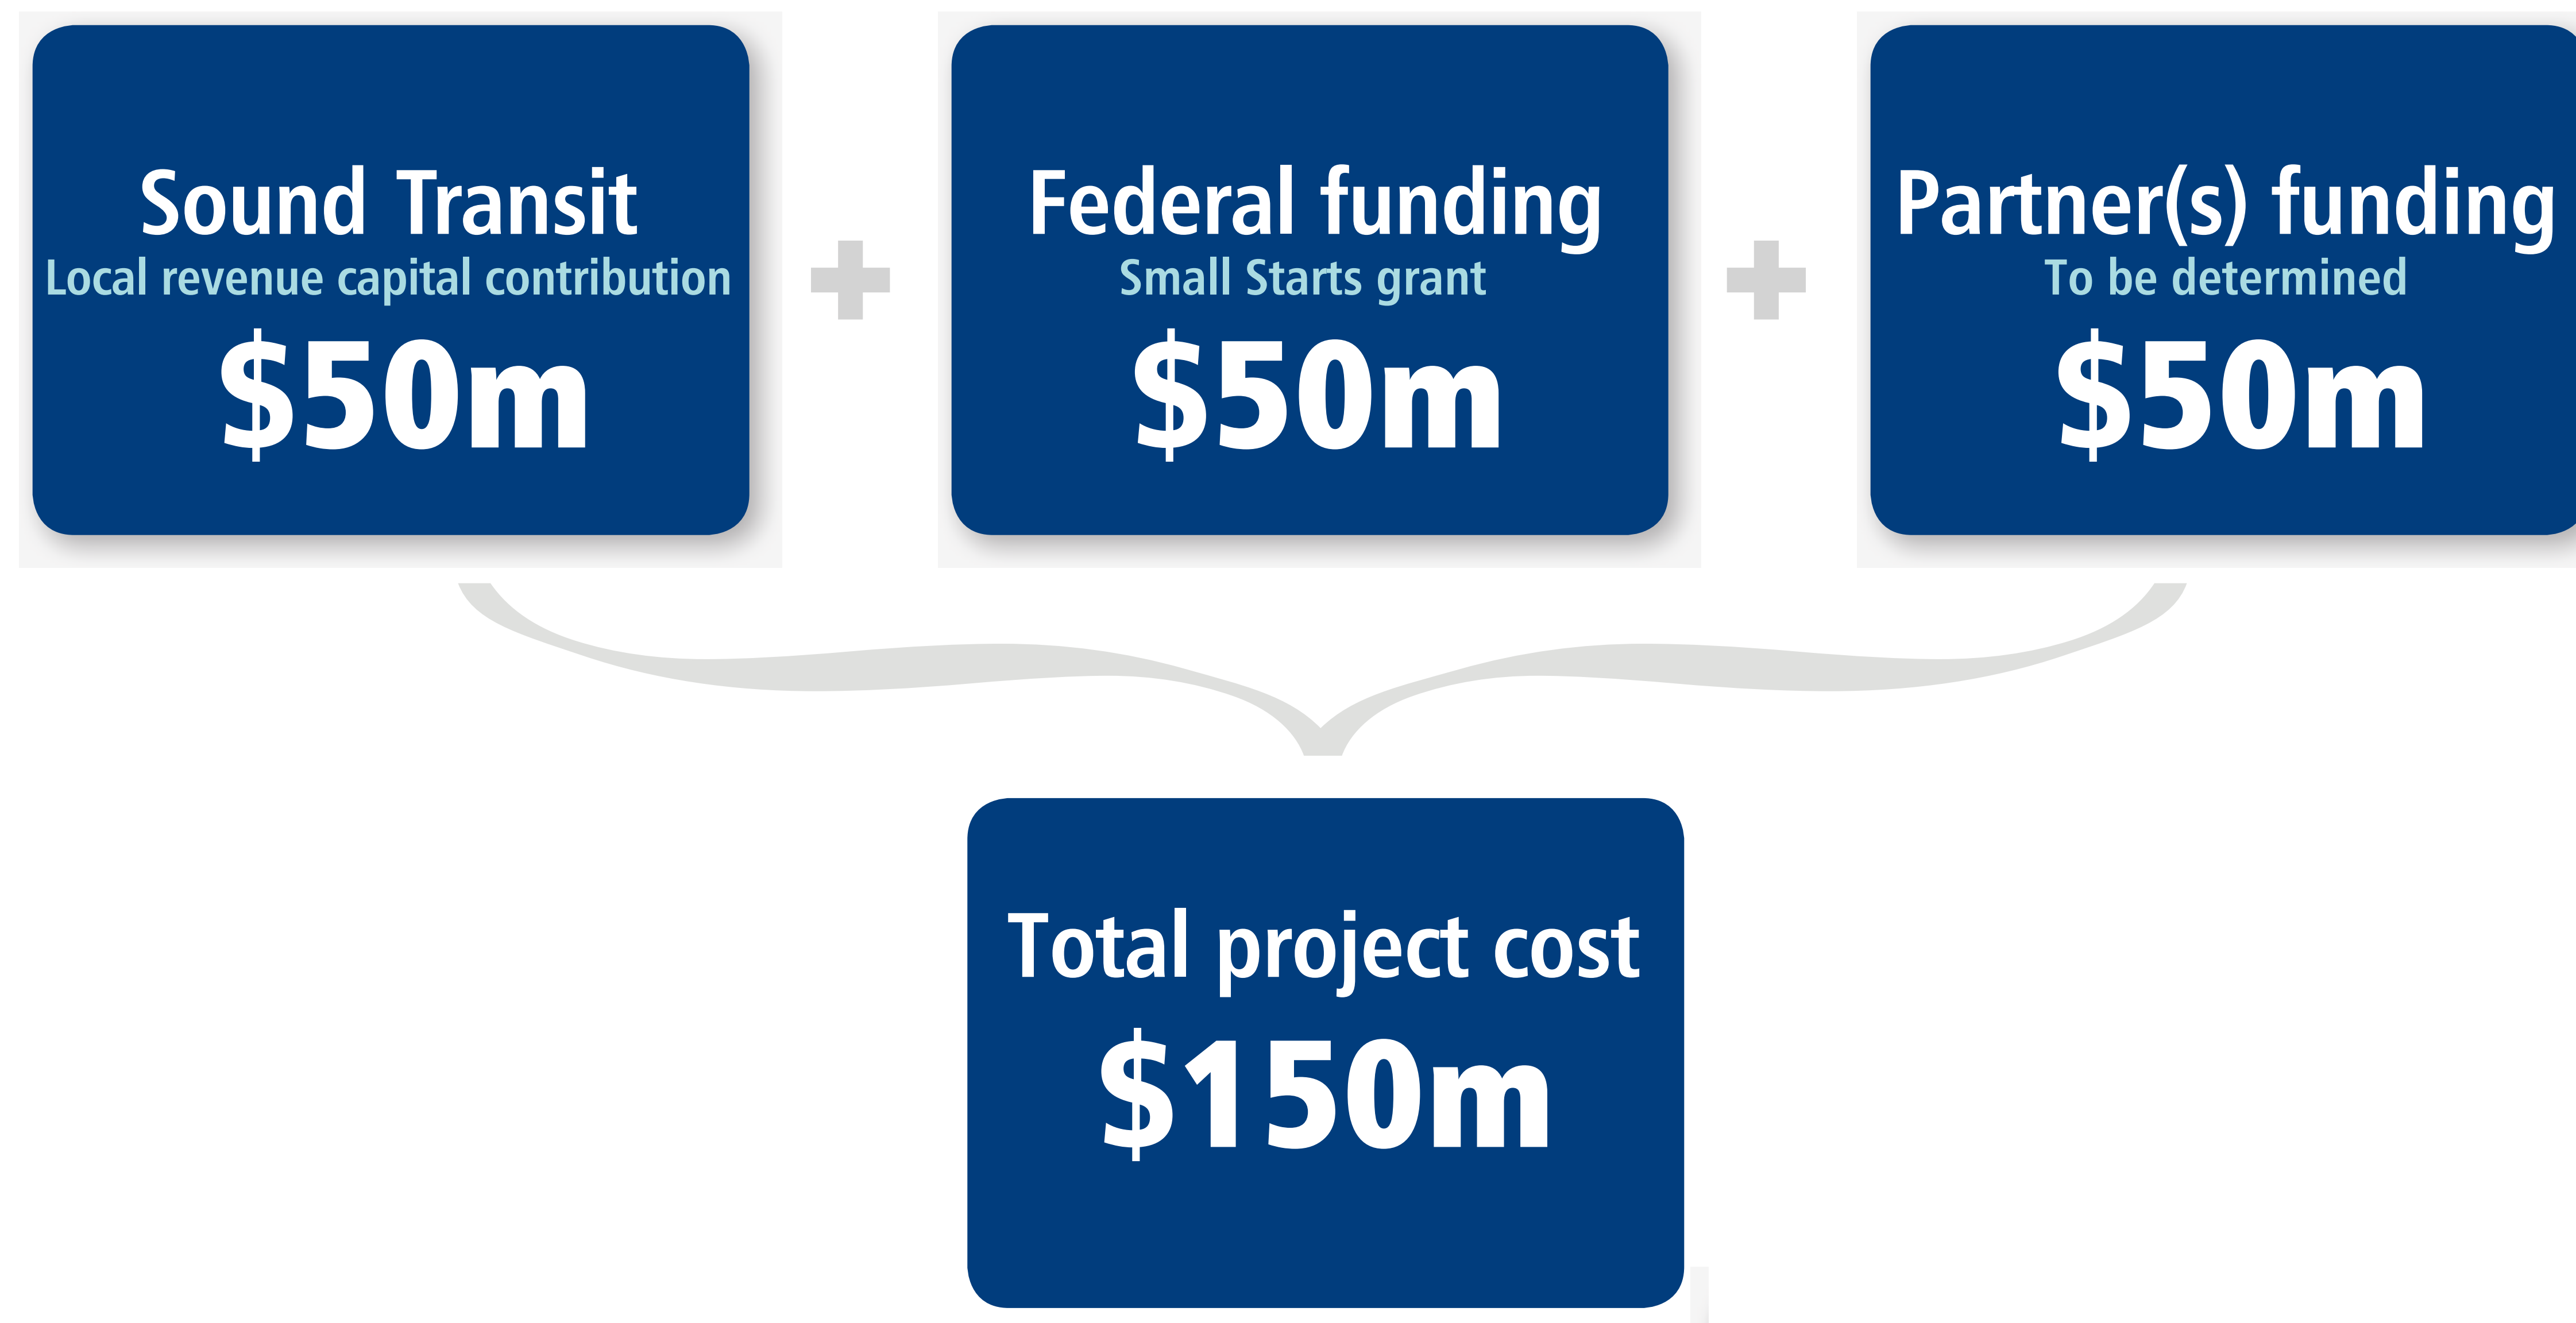 Sound Transit
Local revenue capital contribution
$50m
Federal funding
Small Starts grant
$50m
Partner(s) funding
To be determined
$50m
Total project cost
$150m